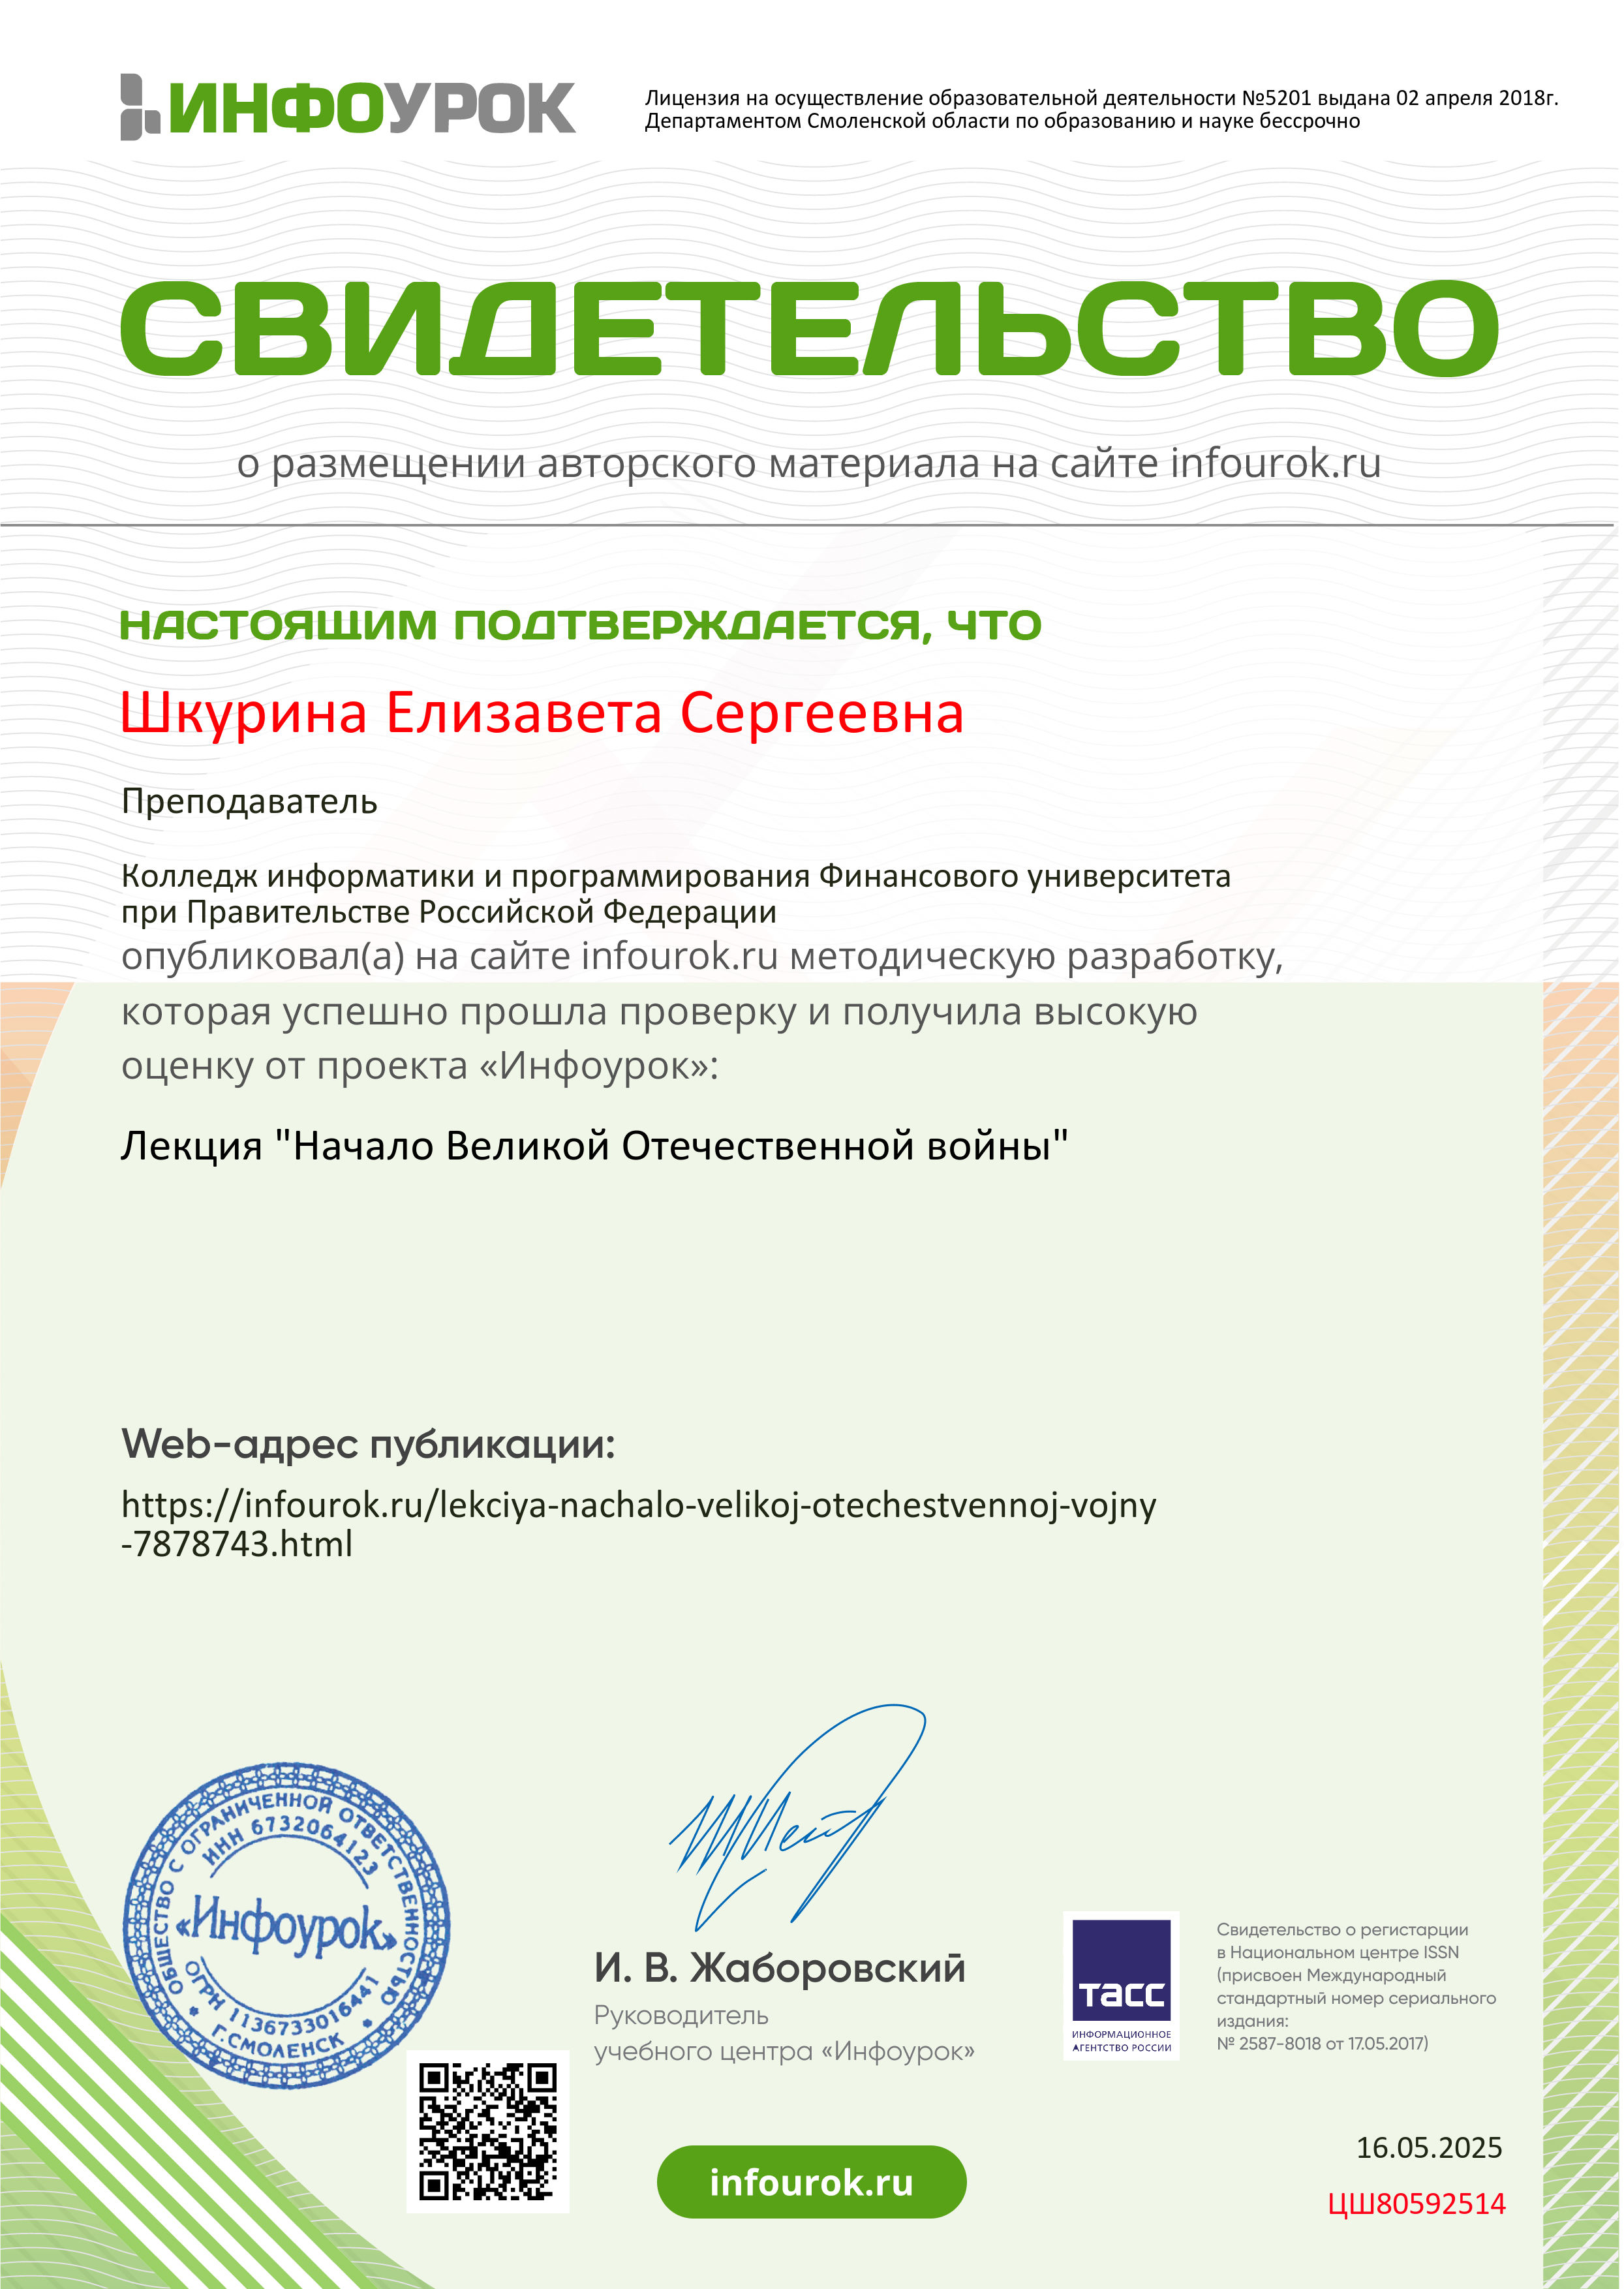 ИНФОУРОК
Лицензия на осуществление образовательной деятельности №5201 выдана 02 апреля 2018г.
Департаментом Смоленской области по образованию и науке бессрочно
СВИДЕТЕЛЬСТВО
о размещении авторского материала на сайте infourok.ru
НАСТОЯЩИМ ПОДТВЕРЖДАЕТСЯ, ЧТО
Шкурина Елизавета Сергеевна
Преподаватель
Колледж информатики и программирования Финансового университета
при Правительстве Российской Федерации
опубликовал(а) на сайте infourok.ru методическую разработку,
которая успешно прошла проверку и получила высокую
оценку от проекта «Инфоурок»:
Лекция "Начало Великой Отечественной войны"
Web-адрес публикации:
https://infourok.ru/lekciya-nachalo-velikoj-otechestvennoj-vojny
-7878743.html
ОБЩЕСТВО С ОГРАНИЧЕННОЙ ОТВЕТСТВЕННОСТЬЮ
ИНН 6732064123
«Инфоурок»
ОГРН 1136733016441
Г.СМОЛЕНСК
И. В. Жаборовский
Руководитель
учебного центра «Инфоурок»
ТАСС
ИНФОРМАЦИОННОЕ
АГЕНТСТВО РОССИИ
Свидетельство о регистарции
в Национальном центре ISSN
(присвоен Международный
стандартный номер сериального
издания:
№ 2587-8018 от 17.05.2017)
infourok.ru
16.05.2025
ЦШ80592514